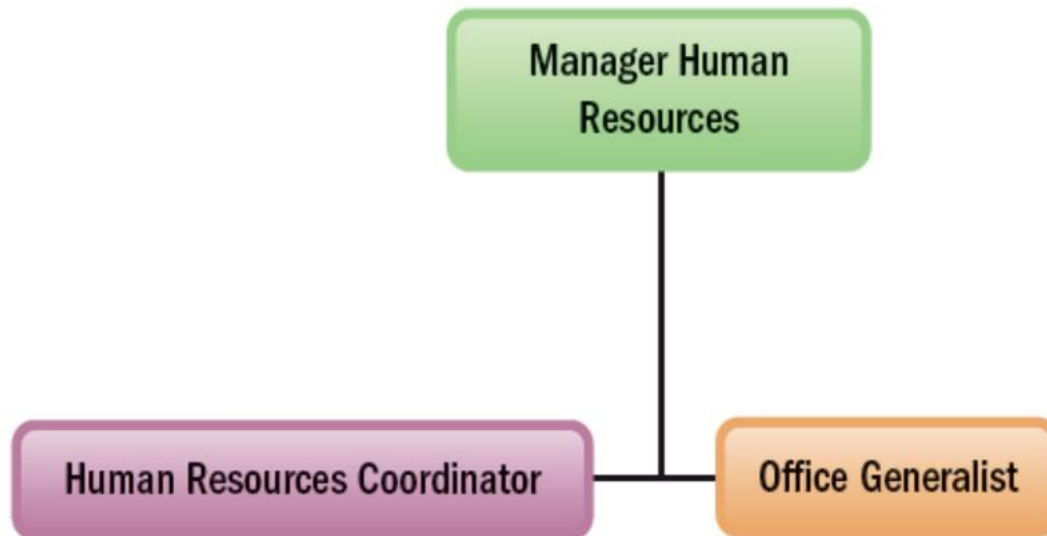 Manager Human
Resources
Human Resources Coordinator
Office Generalist